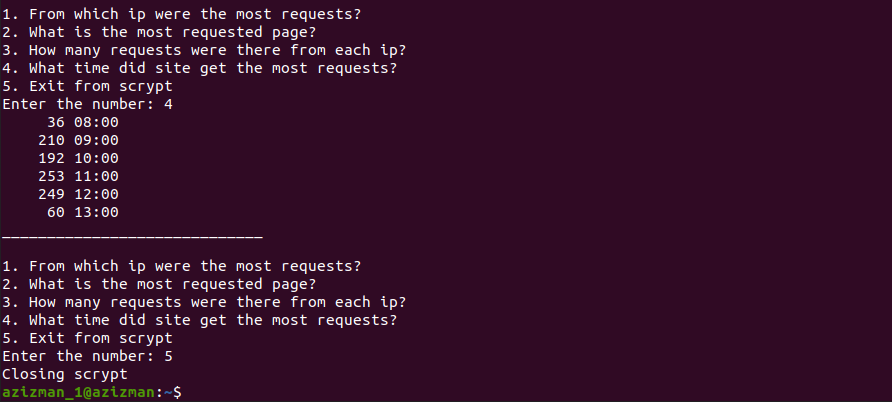 1. From which ip were the most requests?
2. What is the most requested page?
3. How many requests were there from each ip?
4. What time did site get the most requests?
5. Exit from scrypt
Enter the number: 4
36 08:00
210 09:00
192 10:00
253 11:00
249 12:00
60 13:00
_____________________________
1. From which ip were the most requests?
2. What is the most requested page?
3. How many requests were there from each ip?
4. What time did site get the most requests?
5. Exit from scrypt
Enter the number: 5
Closing scrypt
azizman_1@azizman:~$